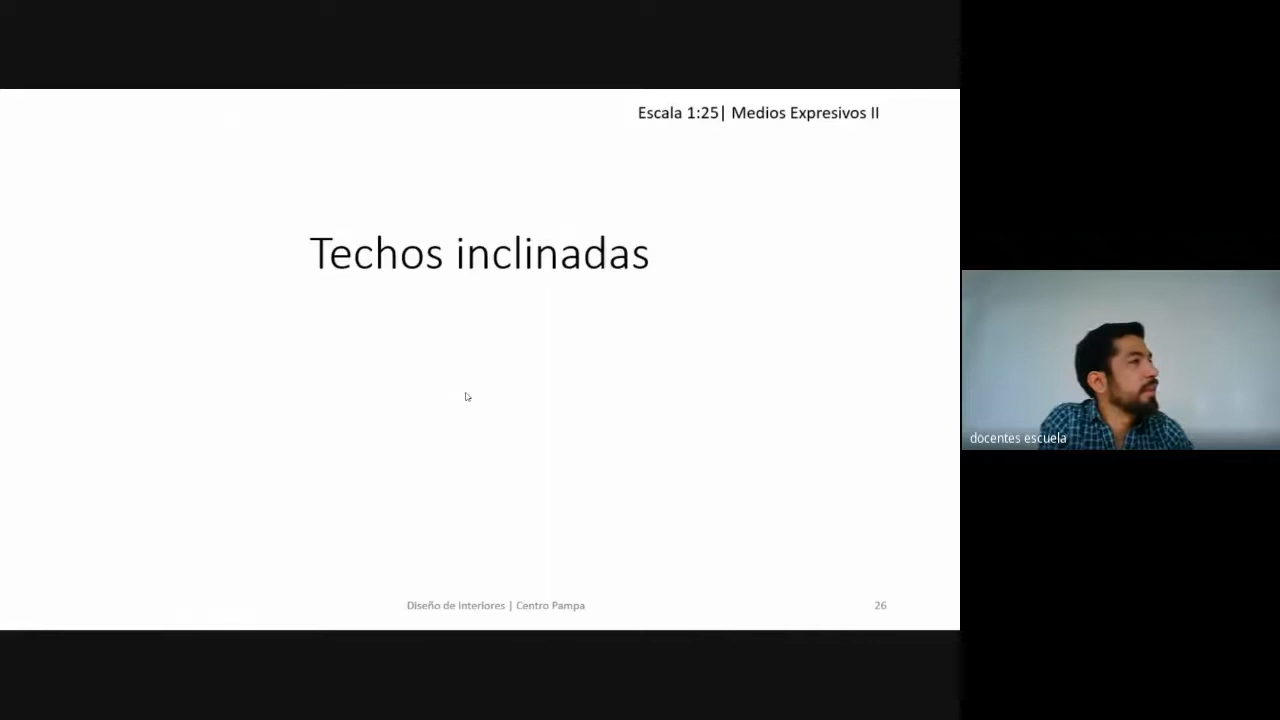 Escala 1:25| Medios Expresivos II
Techos inclinadas
docentes escuela
Diseño de Interiores | Centro Pampa
26